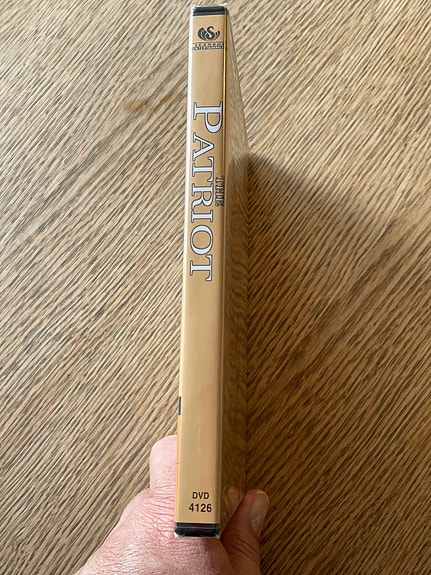 S
THE
PATRIOT
DVD
4126